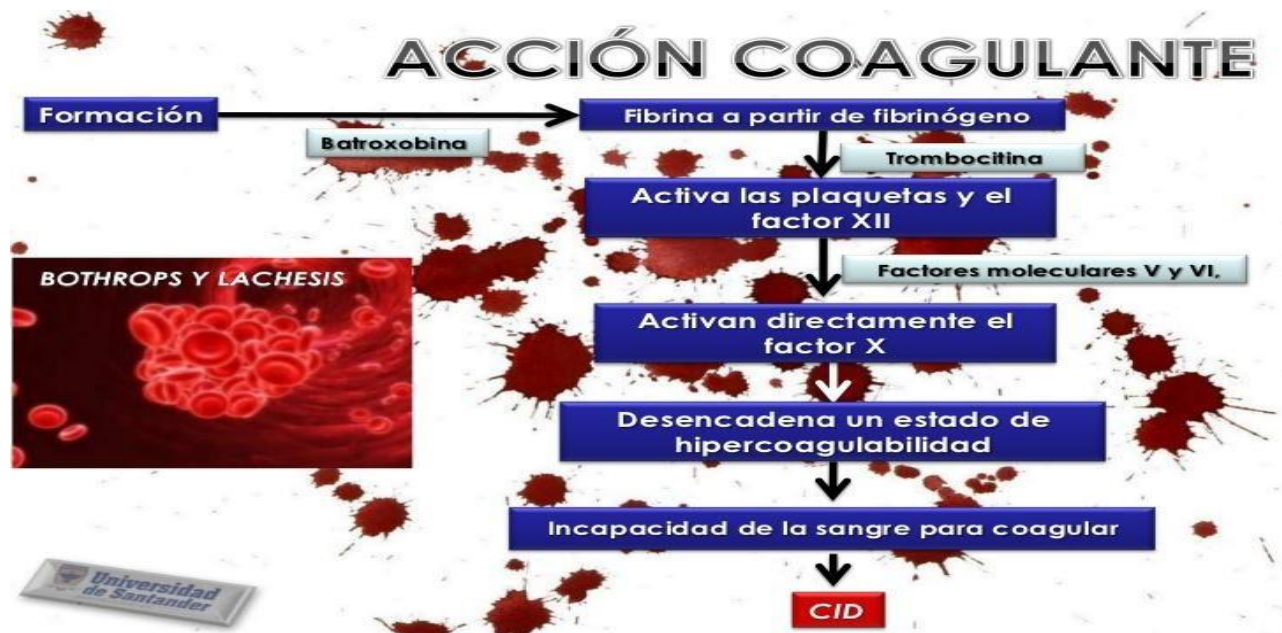 ACCIÓN COAGULANTE
Formación
Fibrina a partir de fibrinógeno
Batroxobina
Trombocitina
Activa las plaquetas y el
factor XII
BOTHROPS Y LACHESIS
Factores moleculares V y VI,
Activan directamente el
factor X
Desencadena un estado de
hipercoagulabilidad
Incapacidad de la sangre para coagular
CID
Universidad
de Santander